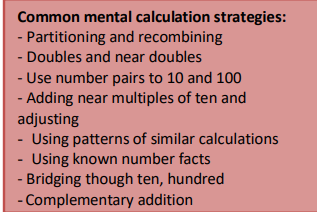 Common mental calculation strategies:
- Partitioning and recombining
- Doubles and near doubles
- Use number pairs to 10 and 100
- Adding near multiples of ten and
adjusting
- Using patterns of similar calculations
- Using known number facts
- Bridging though ten, hundred
-Complementary addition